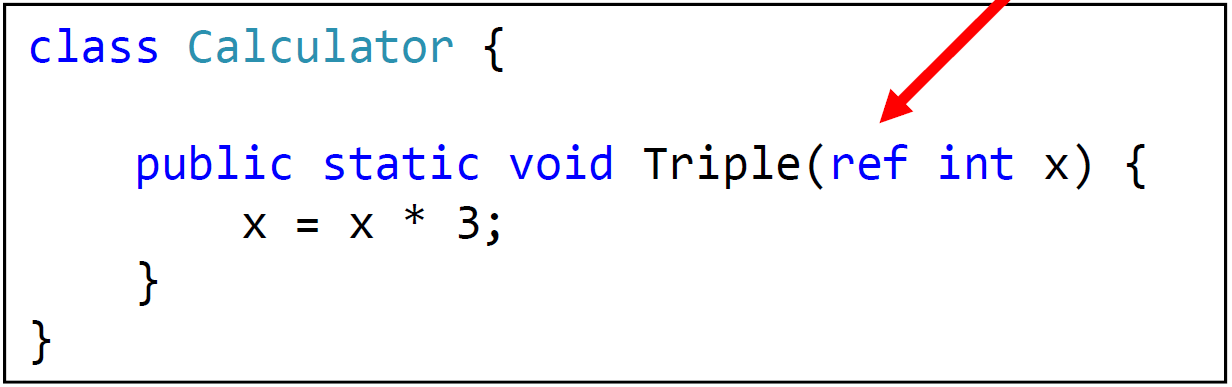 class Calculator {
public static void Triple(ref int x) {
x = x * 3;
}
}